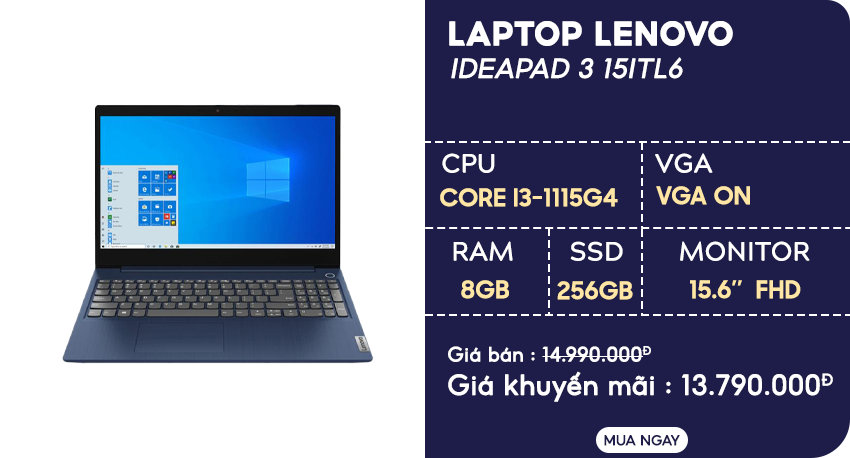 LAPTOP LENOVO
IDEAPAD 3 15ITL6
CPU
CORE I3-1115G4
VGA
VGA ON
RAM
8GB
SSD
256GB
MONITOR
15.6" FHD
Giá bán : 14.990.000Đ
Giá khuyến mãi : 13.790.000Đ
MUA NGAY
Lenovo